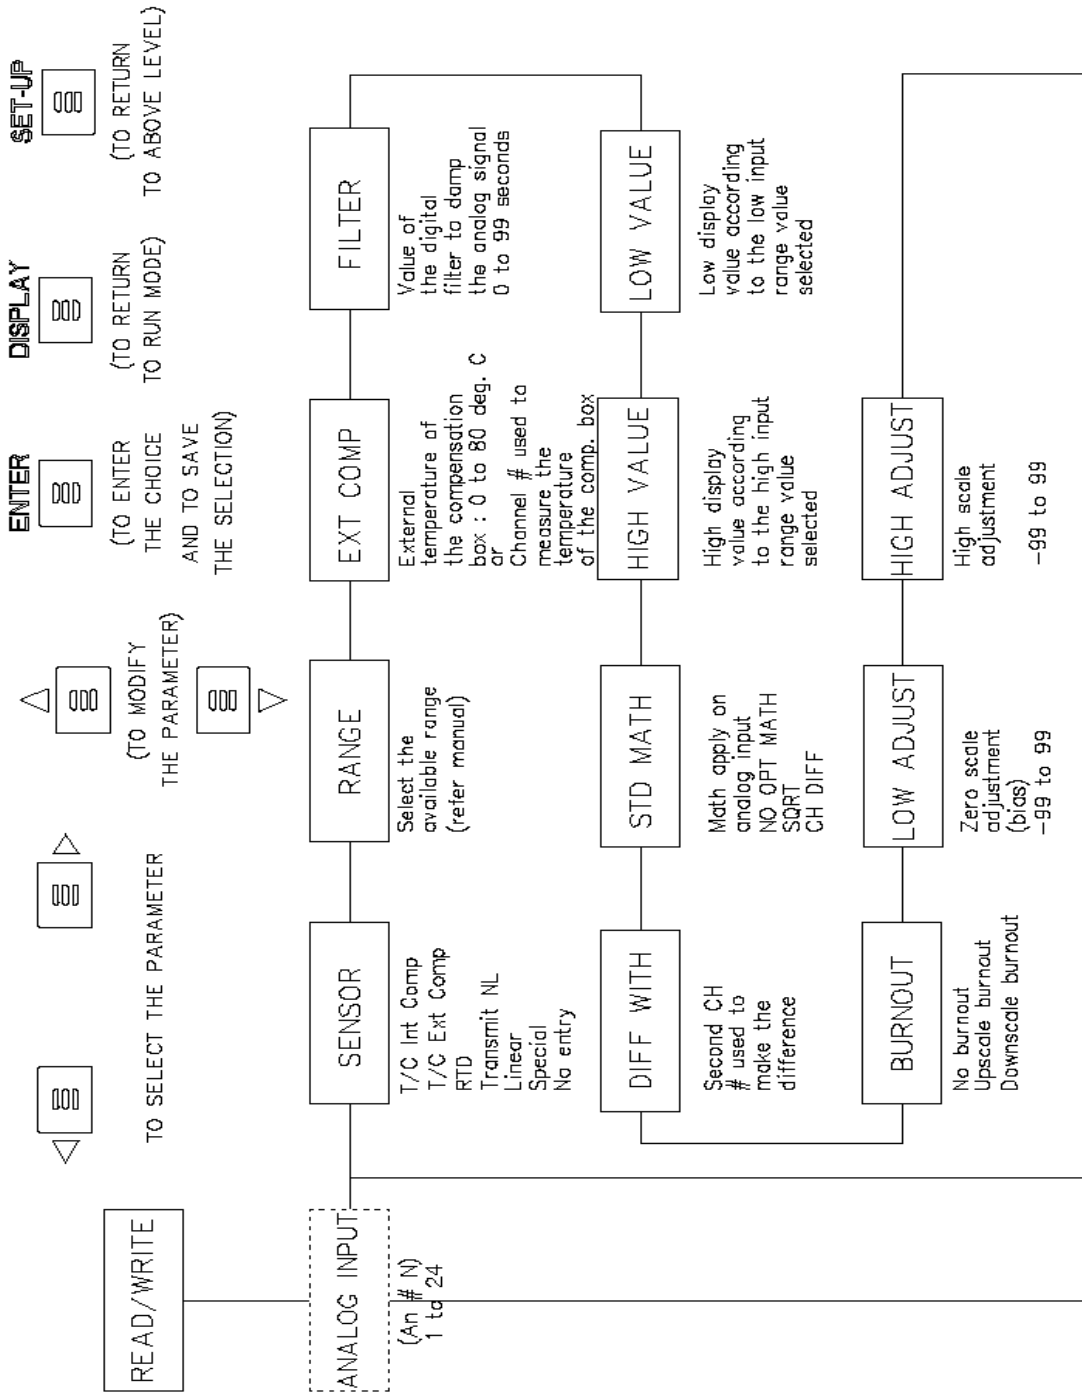 SET-UP
(TO RETURN
TO ABOVE LEVEL)
DISPLAY
(TO RETURN
TO RUN MODE)
ENTER
(TO ENTER
THE CHOICE
AND TO SAVE
THE SELECTION)
(TO MODIFY
THE PARAMETER)
TO SELECT THE PARAMETER
READ/WRITE
ANALOG INPUT
(An # N)
1 to 24
SENSOR
T/C Int Comp
T/C Ext Comp
RTD
Transmit NL
Linear
Special
No entry
RANGE
Select the
available range
(refer manual)
EXT COMP
External
temperature of
the compensation
box : 0 to 80 deg. C
or
Channel # used to
measure the
temperature
of the comp. box
FILTER
Value of
the digital
filter to damp
the analog signal
0 to 99 seconds
DIFF WITH
Second CH
# used to
make the
difference
STD MATH
Math apply on
analog input
NO OPT MATH
SQRT
CH DIFF
HIGH VALUE
High display
value according
to the high input
range value
selected
LOW VALUE
Low display
value according
to the low input
range value
selected
BURNOUT
No burnout
Upscale burnout
Downscale burnout
LOW ADJUST
Zero scale
adjustment
(bias)
-99 to 99
HIGH ADJUST
High scale
adjustment
-99 to 99